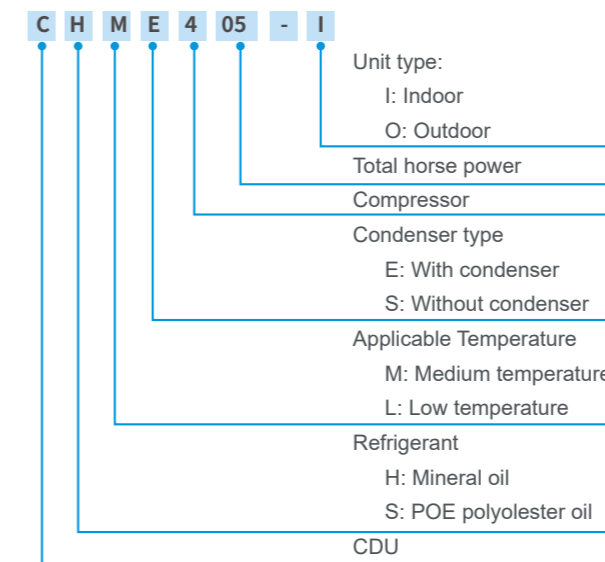 C H M E 4 05 - I
Unit type:
I: Indoor
O: Outdoor
Total horse power
Compressor
Condenser type
E: With condenser
S: Without condenser
Applicable Temperature
M: Medium temperature
L: Low temperature
Refrigerant
H: Mineral oil
S: POE polyolester oil
CDU